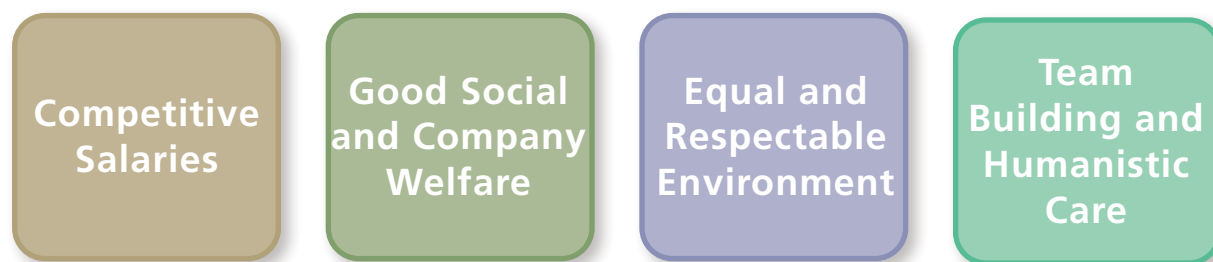 Competitive
Salaries
Good Social
and Company
Welfare
Equal and
Respectable
Environment
Team
Building and
Humanistic
Care